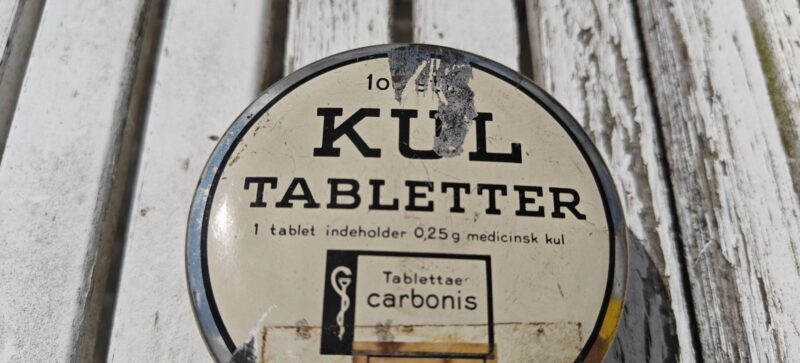 KUL
TABLETTER
1 tablet indeholder 0,25 g medicinsk kul
Tablettae
carbonis